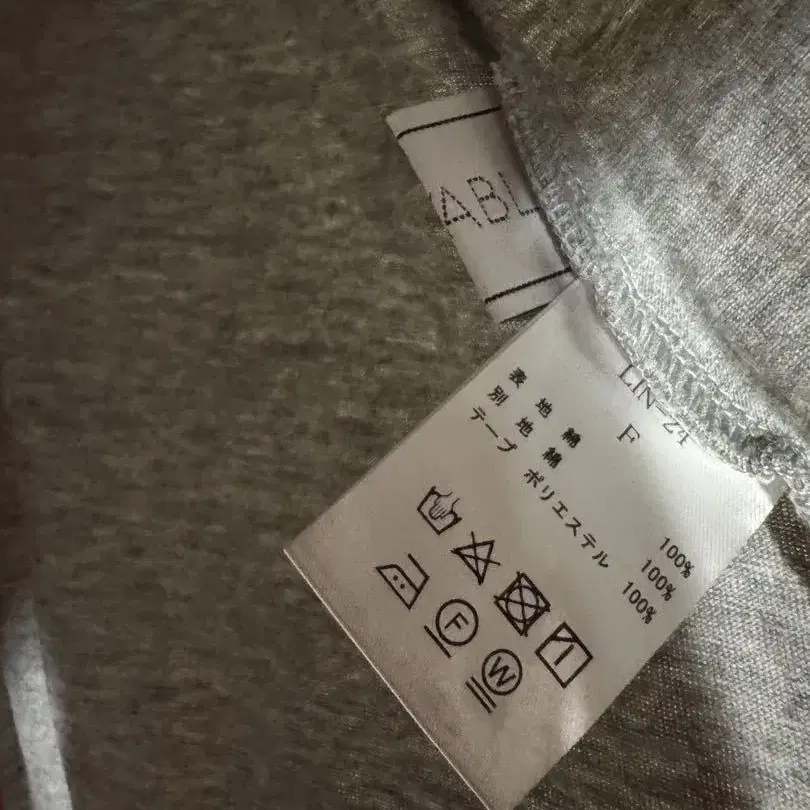 ABL
LIN-21
F
表 地 綿 100%
別 地 綿 100%
テープ ポリエステル 100%
F
W